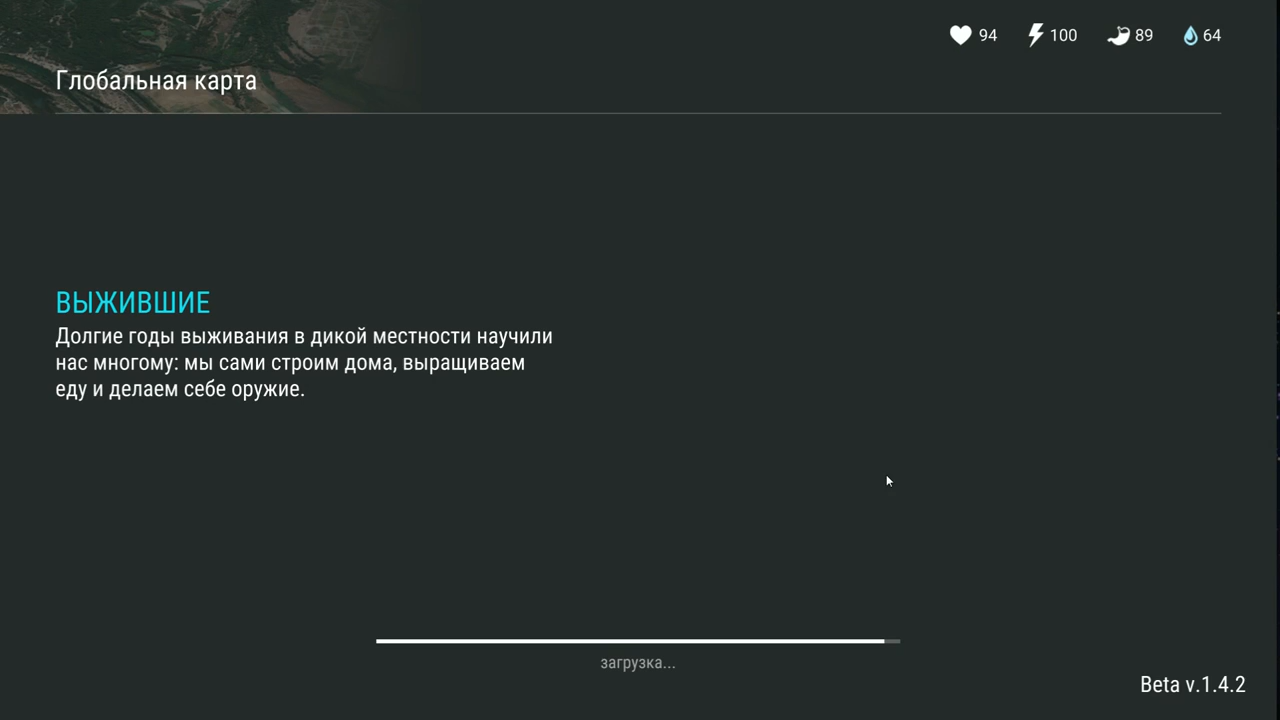 94 100 89 64
Глобальная карта
ВЫЖИВШИЕ
Долгие годы выживания в дикой местности научили
нас многому: мы сами строим дома, выращиваем
еду и делаем себе оружие.
загрузка...
Beta v.1.4.2